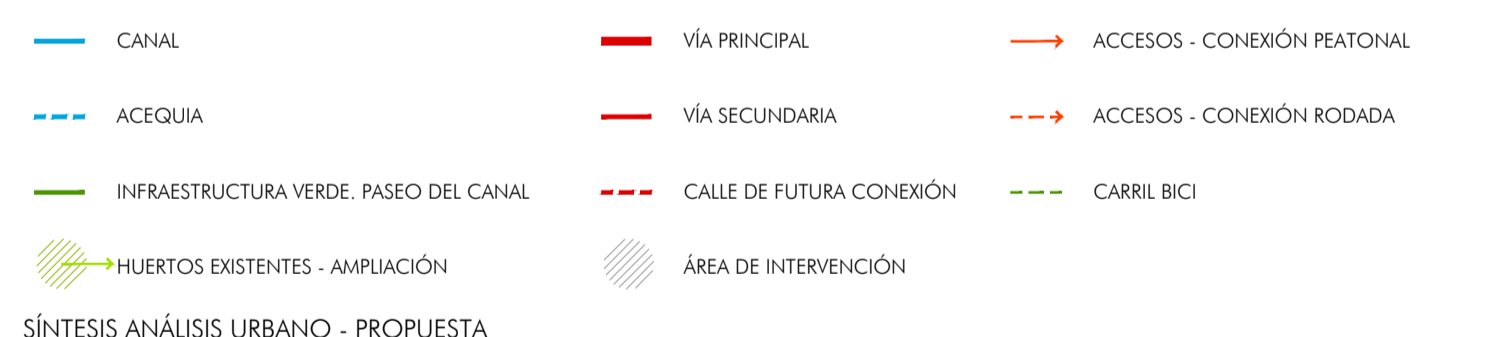 CANAL
VÍA PRINCIPAL
ACCESOS - CONEXIÓN PEATONAL
ACEQUIA
VÍA SECUNDARIA
ACCESOS - CONEXIÓN RODADA
INFRAESTRUCTURA VERDE. PASEO DEL CANAL
CALLE DE FUTURA CONEXIÓN
CARRIL BICI
HUERTOS EXISTENTES - AMPLIACIÓN
ÁREA DE INTERVENCIÓN
SÍNTESIS ANÁLISIS URBANO - PROPUESTA